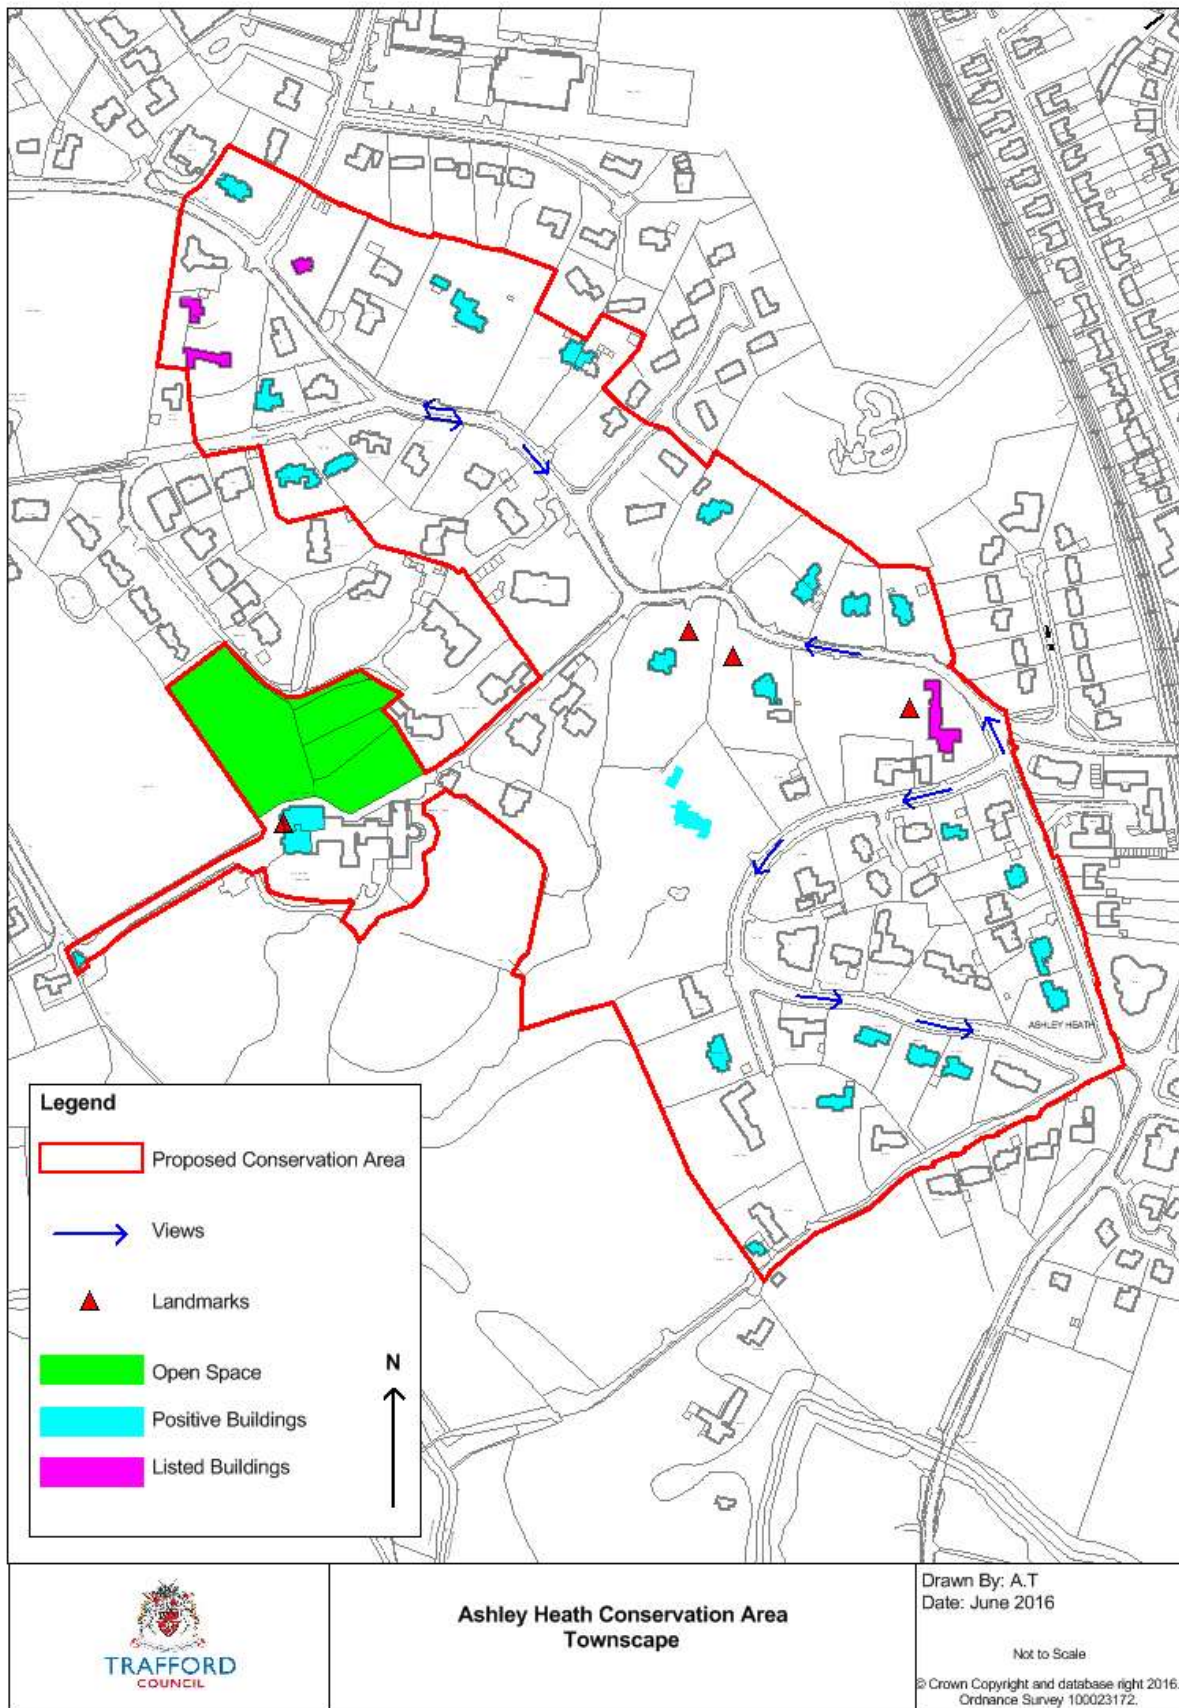 ASHLEY HEATH
Legend
Proposed Conservation Area
Views
Landmarks
Open Space
Positive Buildings
Listed Buildings
N
TRAFFORD
COUNCIL
Ashley Heath Conservation Area
Townscape
Drawn By: A.T
Date: June 2016
Not to Scale
© Crown Copyright and database right 2016.
Ordnance Survey 100023172.